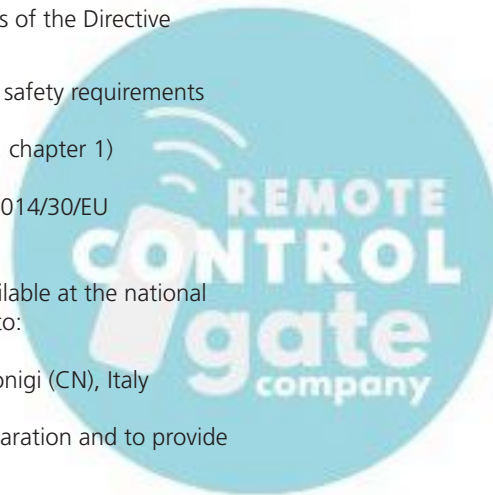 s of the Directive
safety requirements
chapter 1)
014/30/EU
ilable at the national
to:
onigi (CN), Italy
aration and to provide
REMOTE
CONTROL
gate
company